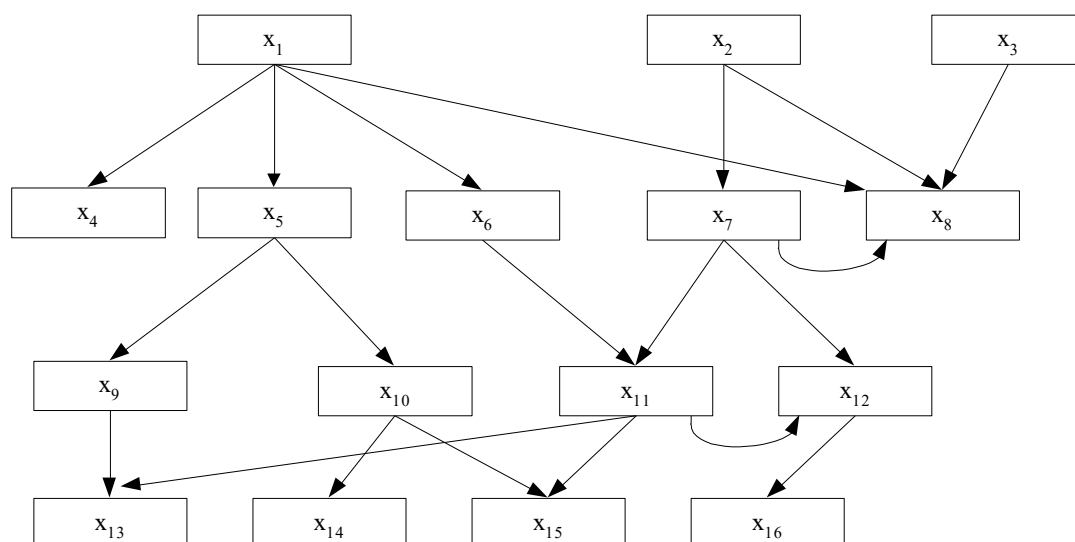 x₁ x₂ x₃
x₄ x₅ x₆ x₇ x₈
x₉ x₁₀ x₁₁ x₁₂
x₁₃ x₁₄ x₁₅ x₁₆